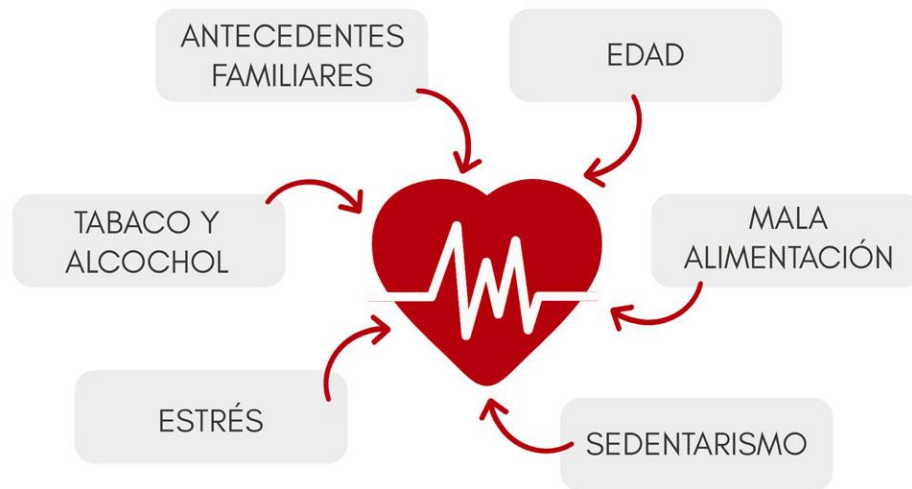 ANTECEDENTES
FAMILIARES
EDAD
TABACO Y
ALCOCHOL
MALA
ALIMENTACIÓN
ESTRÉS
SEDENTARISMO